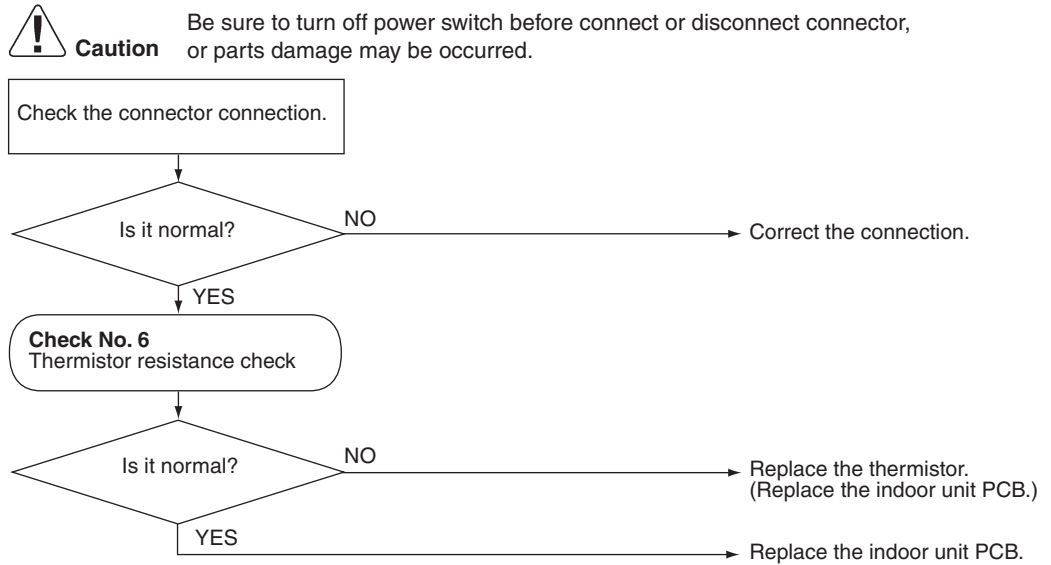 Caution
Be sure to turn off power switch before connect or disconnect connector,
or parts damage may be occurred.
Check the connector connection.
Is it normal?
NO
Correct the connection.
YES
Check No. 6
Thermistor resistance check
Is it normal?
NO
Replace the thermistor.
(Replace the indoor unit PCB.)
YES
Replace the indoor unit PCB.